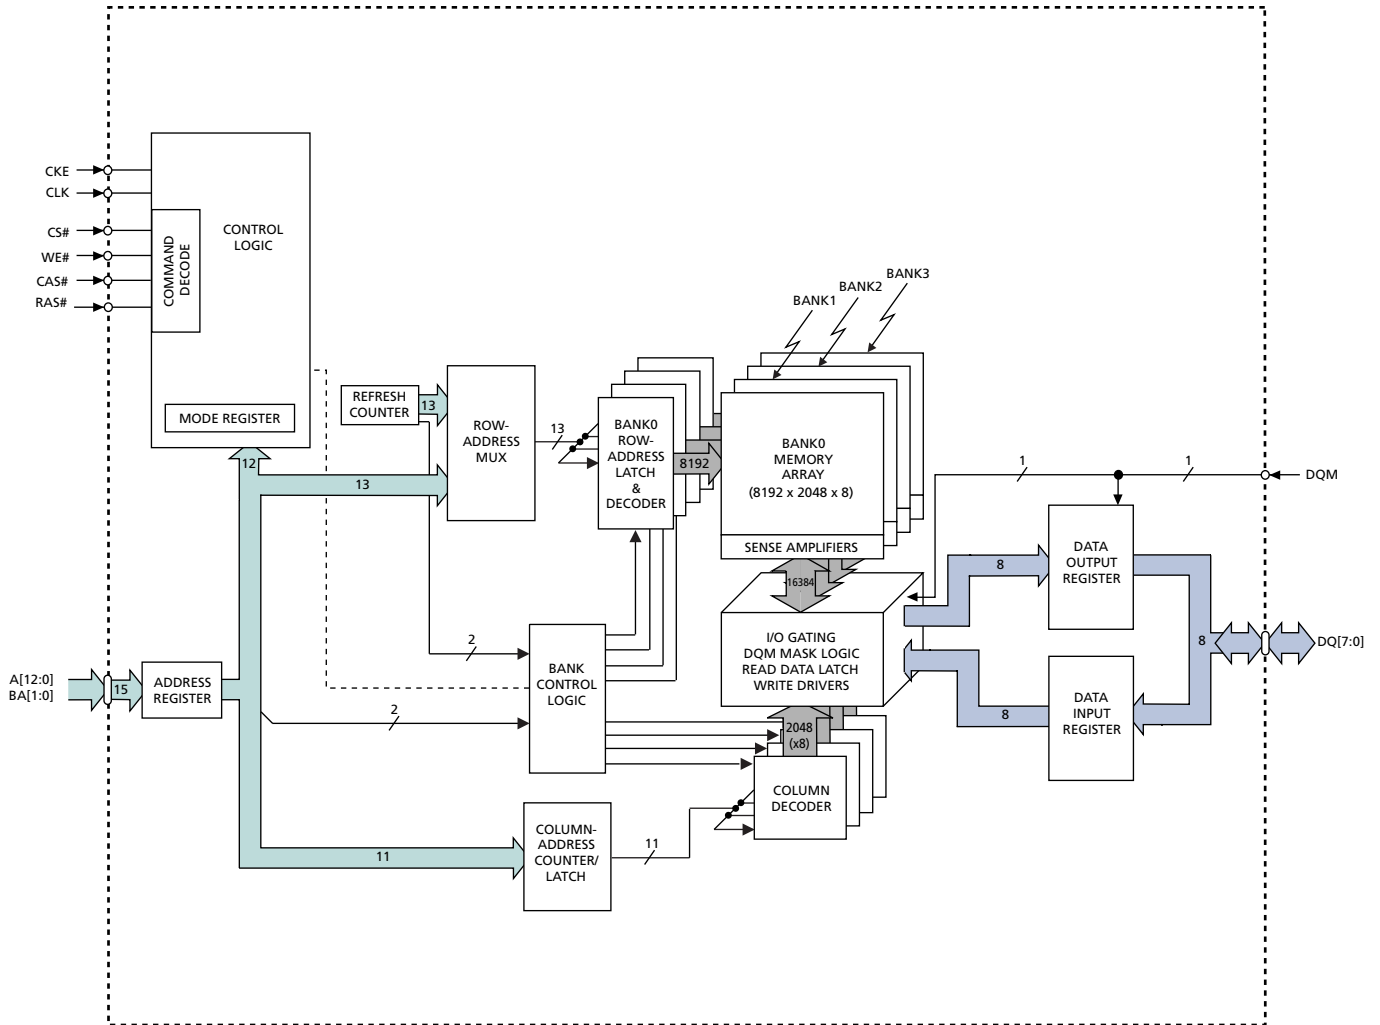 CKE
CLK
CS#
WE#
CAS#
RAS#
COMMAND
DECODE
CONTROL
LOGIC
MODE REGISTER
12
REFRESH
COUNTER
13
13
ROW-
ADDRESS
MUX
13
BANK0
ROW-
ADDRESS
LATCH
&
DECODER
8192
BANK1
BANK2
BANK3
BANK0
MEMORY
ARRAY
(8192 x 2048 x 8)
SENSE AMPLIFIERS
16384
I/O GATING
DQM MASK LOGIC
READ DATA LATCH
WRITE DRIVERS
2048
(x8)
COLUMN
DECODER
1
1
DQM
DATA
OUTPUT
REGISTER
8
8
DQ[7:0]
DATA
INPUT
REGISTER
8
A[12:0]
BA[1:0]
15
ADDRESS
REGISTER
2
2
BANK
CONTROL
LOGIC
11
COLUMN-
ADDRESS
COUNTER/
LATCH
11